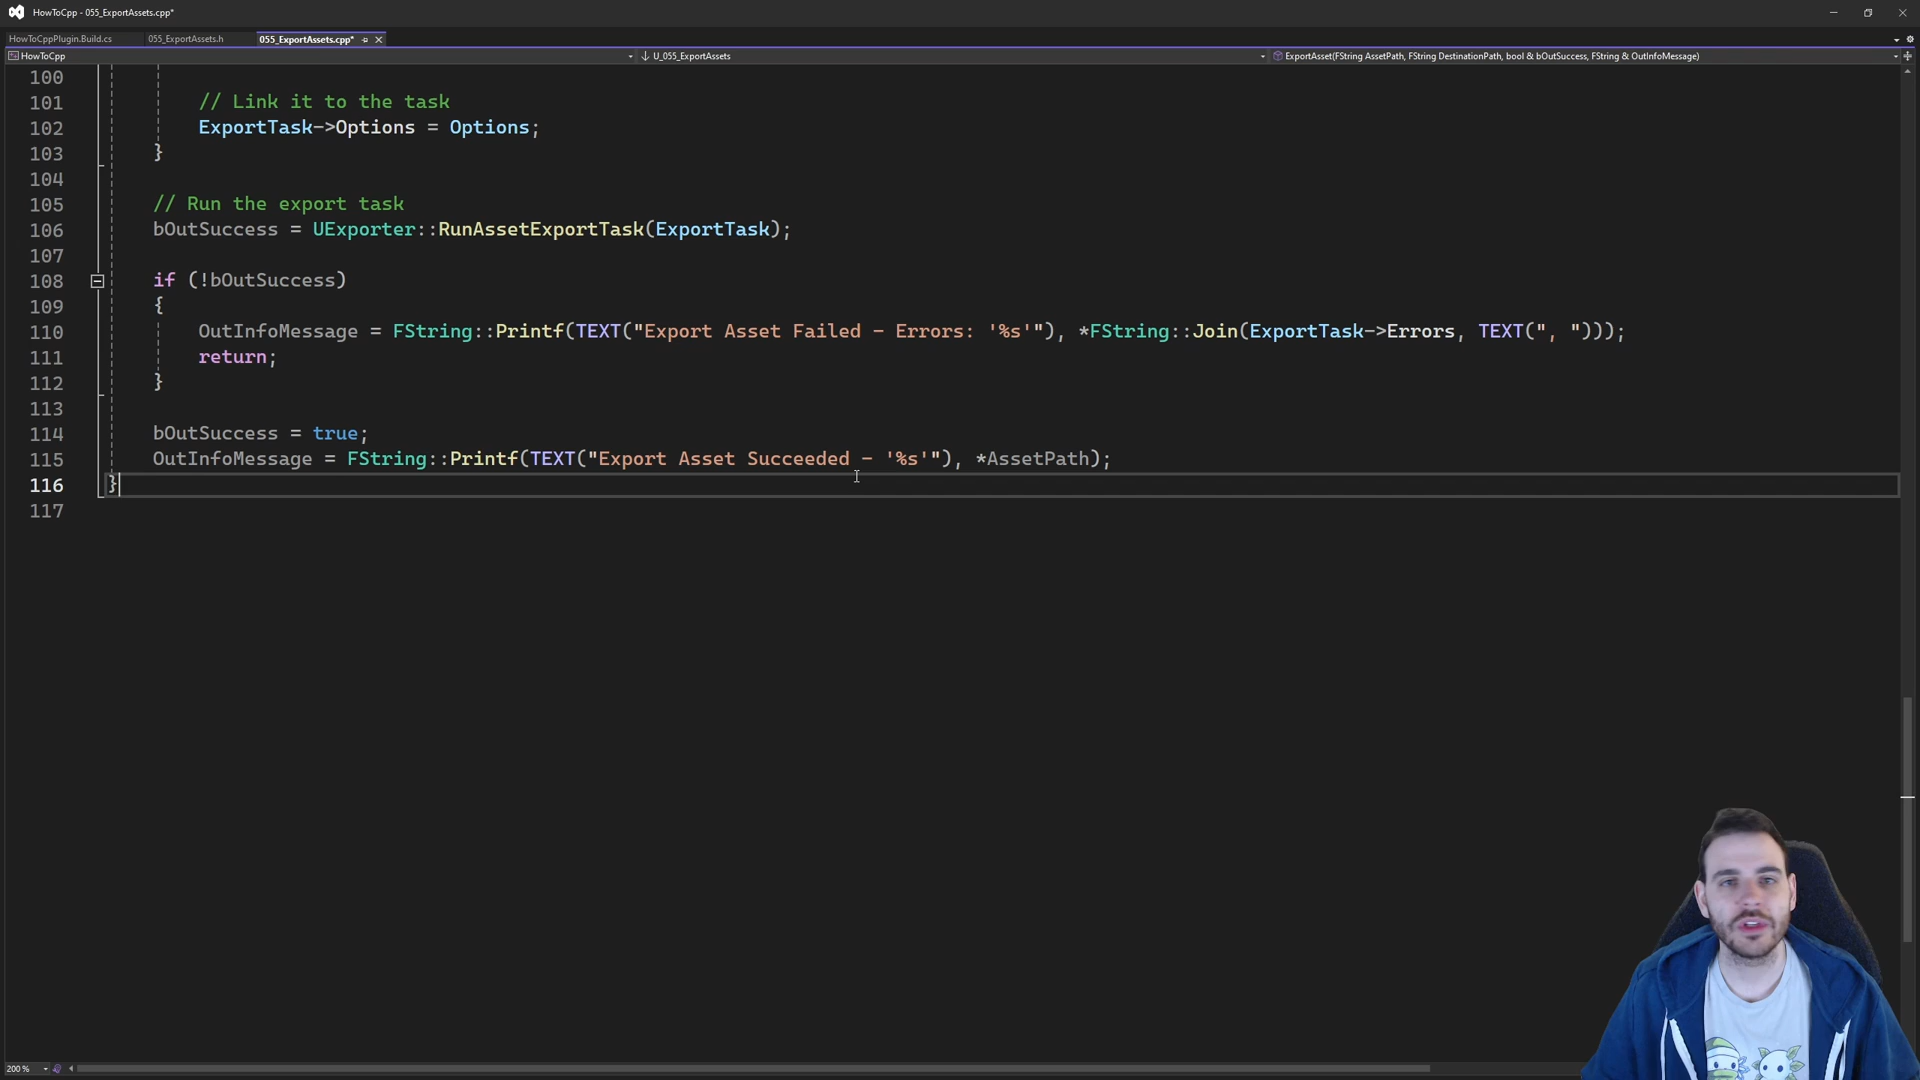 HowToCpp - 055_ExportAssets.cpp*
HowToCppPlugin.Build.cs 055_ExportAssets.h 055_ExportAssets.cpp*
HowToCpp U_055_ExportAssets ExportAsset(FString AssetPath, FString DestinationPath, bool & bOutSuccess, FString & OutInfoMessage)
100
101 // Link it to the task
102 ExportTask->Options = Options;
103 }
104
105 // Run the export task
106 bOutSuccess = UExporter::RunAssetExportTask(ExportTask);
107
108 if (!bOutSuccess)
109 {
110 OutInfoMessage = FString::Printf(TEXT("Export Asset Failed - Errors: '%s'"), *FString::Join(ExportTask->Errors, TEXT(", ")));
111 return;
112 }
113
114 bOutSuccess = true;
115 OutInfoMessage = FString::Printf(TEXT("Export Asset Succeeded - '%s'"), *AssetPath);
116 }
117
200 %